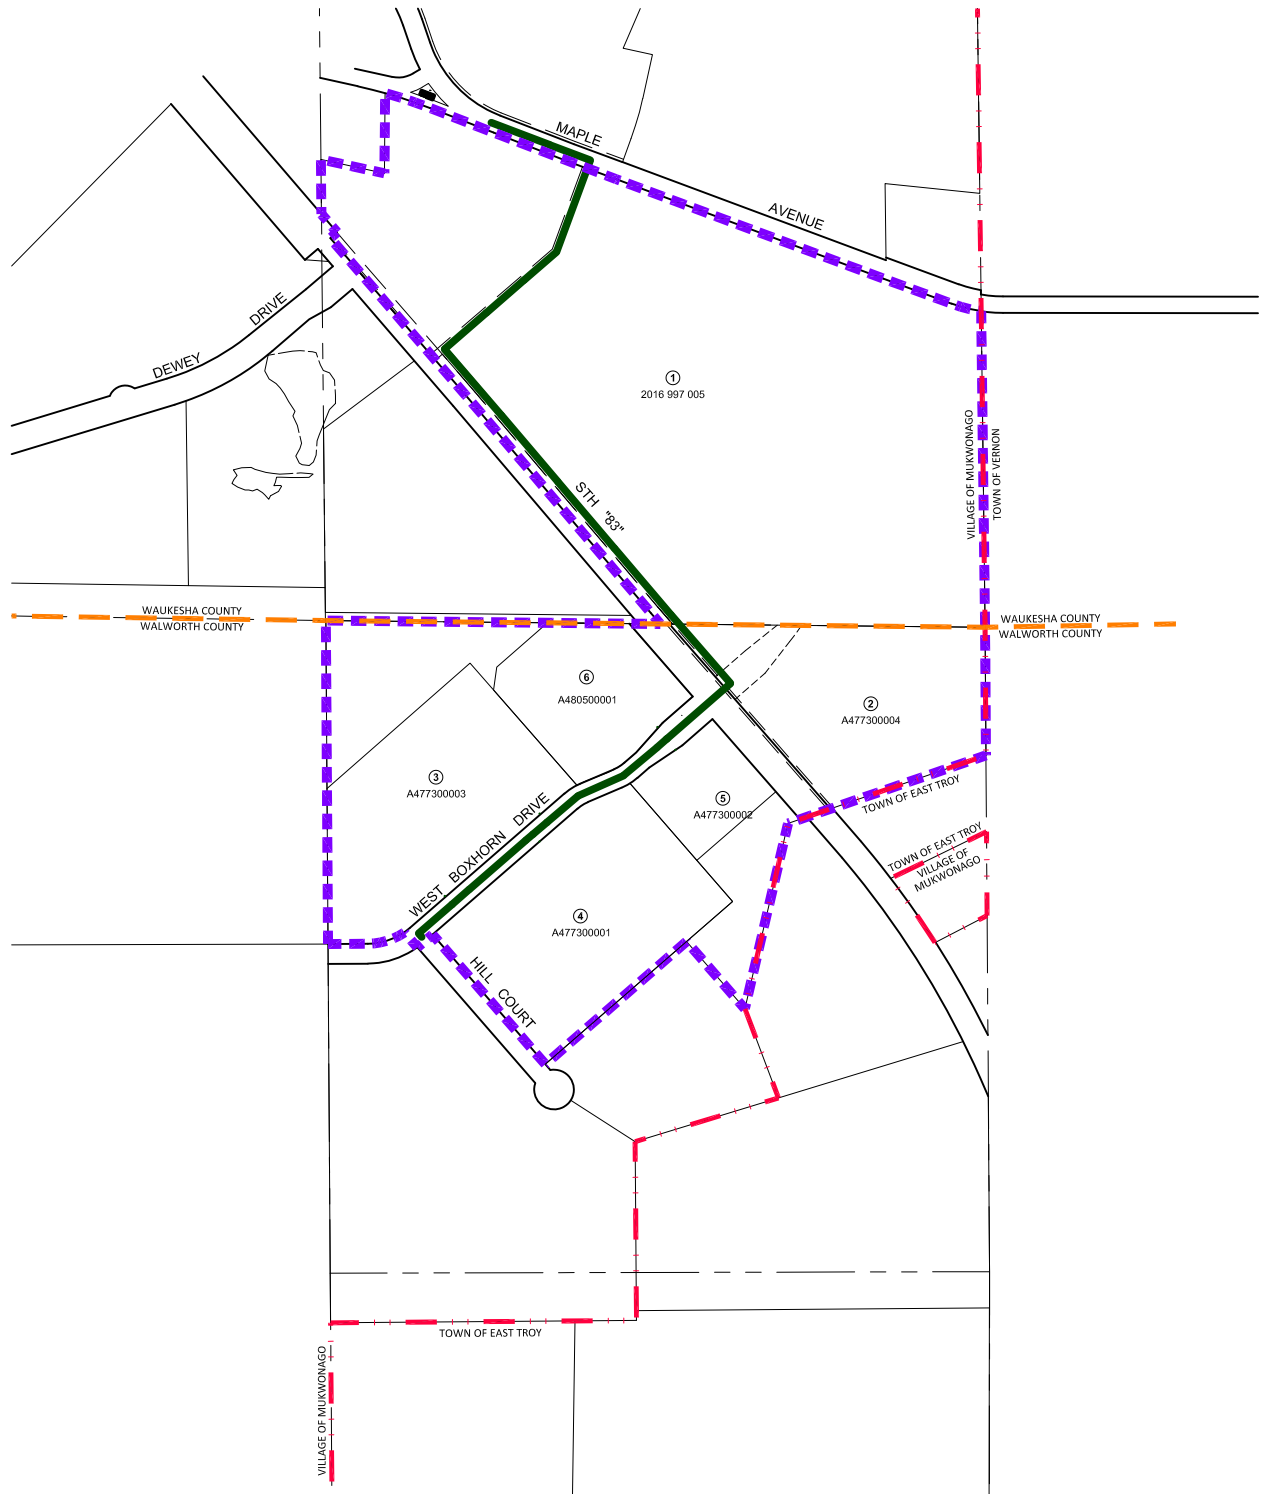 MAPLE
AVENUE
DRIVE
DEWEY
1
2016 997 005
VILLAGE OF MUKWONAGO
TOWN OF VERNON
STH "83"
WAUKESHA COUNTY
WALWORTH COUNTY
WAUKESHA COUNTY
WALWORTH COUNTY
6
A480500001
2
A477300004
3
A477300003
5
A477300002
TOWN OF EAST TROY
WEST BOXHORN DRIVE
TOWN OF EAST TROY
VILLAGE OF
MUKWONAGO
4
A477300001
HILL COURT
TOWN OF EAST TROY
VILLAGE OF MUKWONAGO